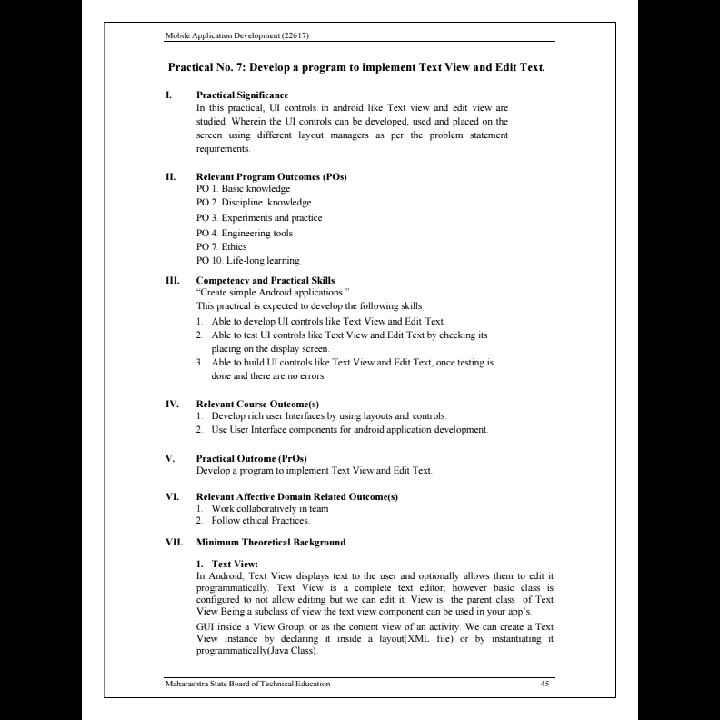 Mobile Application Development (22617)
Practical No. 7: Develop a program to implement Text View and Edit Text.
I. Practical Significance
In this practical, UI controls in android like Text view and edit view are
studied. Wherein the UI controls can be developed, used and placed on the
screen using different layout managers as per the problem statement
requirements.
II. Relevant Program Outcomes (POs)
PO 1. Basic knowledge
PO 2. Discipline knowledge
PO 3. Experiments and practice
PO 4. Engineering tools
PO 7. Ethics
PO 10. Life-long learning
III. Competency and Practical Skills
“Create simple Android applications.”
This practical is expected to develop the following skills
1. Able to develop UI controls like Text View and Edit Text.
2. Able to test UI controls like Text View and Edit Text by checking its
placing on the display screen.
3. Able to build UI controls like Text View and Edit Text, once testing is
done and there are no errors
IV. Relevant Course Outcome(s)
1. Develop rich user Interfaces by using layouts and controls.
2. Use User Interface components for android application development.
V. Practical Outcome (PrOs)
Develop a program to implement Text View and Edit Text.
VI. Relevant Affective Domain Related Outcome(s)
1. Work collaboratively in team
2. Follow ethical Practices.
VII. Minimum Theoretical Background
1. Text View:
In Android, Text View displays text to the user and optionally allows them to edit it
programmatically. Text View is a complete text editor, however basic class is
configured to not allow editing but we can edit it. View is the parent class of Text
View Being a subclass of view the text view component can be used in your app’s.
GUI inside a View Group, or as the content view of an activity. We can create a Text
View instance by declaring it inside a layout(XML file) or by instantiating it
programmatically(Java Class).
Maharashtra State Board of Technical Education 45